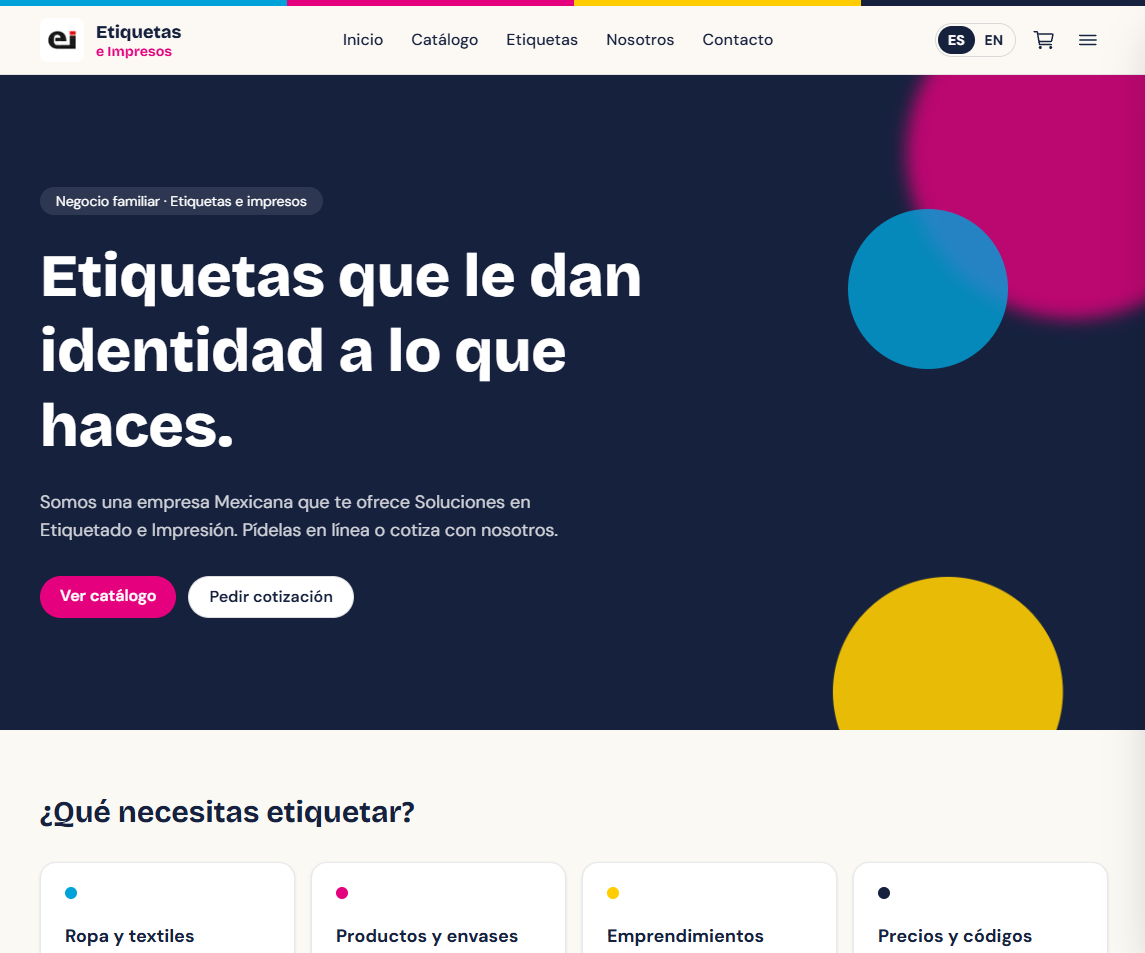 ei
Etiquetas
e Impresos
Inicio
Catálogo
Etiquetas
Nosotros
Contacto
ES
EN
Negocio familiar · Etiquetas e impresos
Etiquetas que le dan
identidad a lo que
haces.
Somos una empresa Mexicana que te ofrece Soluciones en
Etiquetado e Impresión. Pídelas en línea o cotiza con nosotros.
Ver catálogo
Pedir cotización
¿Qué necesitas etiquetar?
Ropa y textiles
Productos y envases
Emprendimientos
Precios y códigos